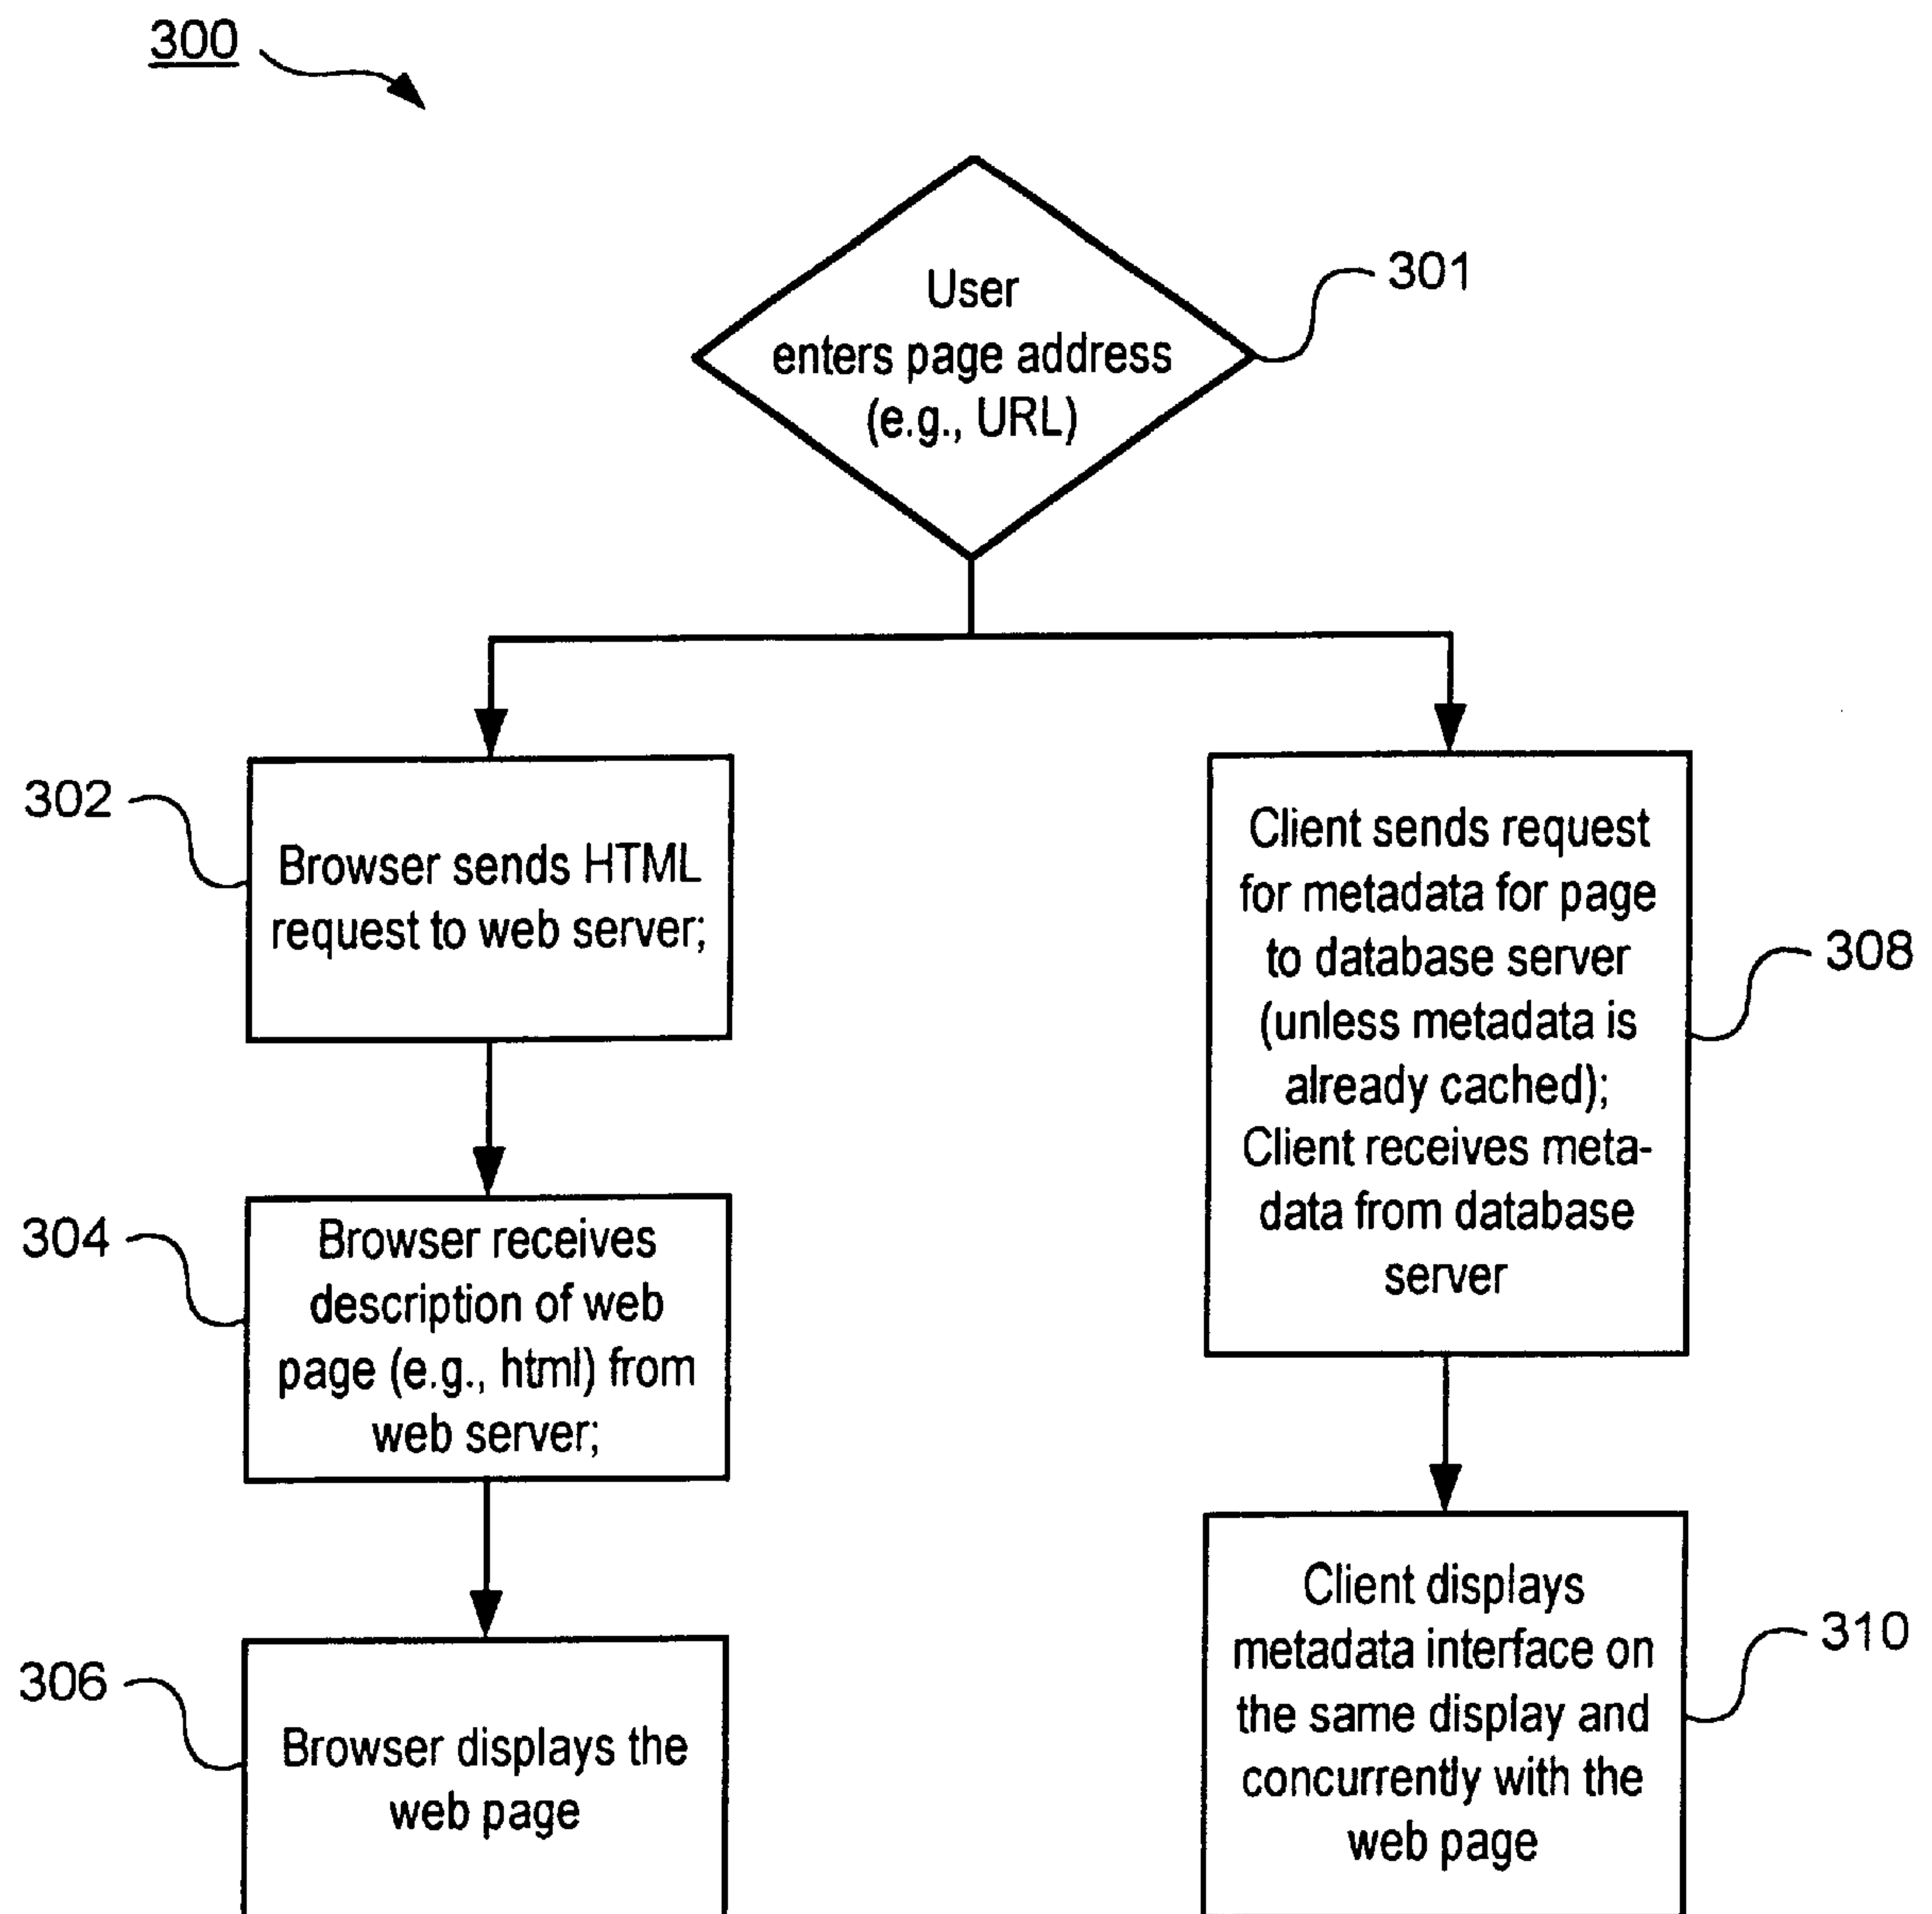 300
User
enters page address
(e.g., URL)
301
302
Browser sends HTML
request to web server;
304
Browser receives
description of web
page (e.g., html) from
web server;
306
Browser displays the
web page
Client sends request
for metadata for page
to database server
(unless metadata is
already cached);
Client receives meta-
data from database
server
308
Client displays
metadata interface on
the same display and
concurrently with the
web page
310